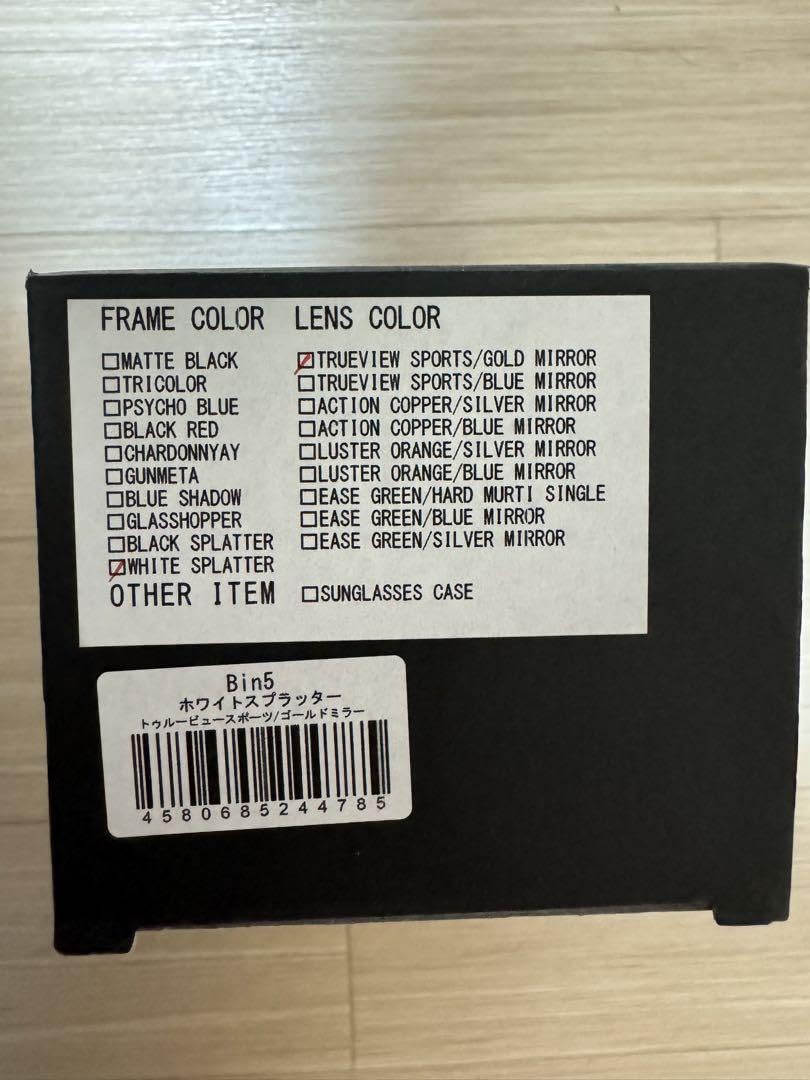 FRAME COLOR LENS COLOR
☐MATTE BLACK ☑TRUEVIEW SPORTS/GOLD MIRROR
☐TRICOLOR ☐TRUEVIEW SPORTS/BLUE MIRROR
☐PSYCHO BLUE ☐ACTION COPPER/SILVER MIRROR
☐BLACK RED ☐ACTION COPPER/BLUE MIRROR
☐CHARDONNYAY ☐LUSTER ORANGE/SILVER MIRROR
☐GUNMETA ☐LUSTER ORANGE/BLUE MIRROR
☐BLUE SHADOW ☐EASE GREEN/HARD MURTI SINGLE
☐GLASSHOPPER ☐EASE GREEN/BLUE MIRROR
☐BLACK SPLATTER ☐EASE GREEN/SILVER MIRROR
☑WHITE SPLATTER
OTHER ITEM ☐SUNGLASSES CASE
Bin5
ホワイトスプラッター
トゥルービュースポーツ/ゴールドミラー
4580685244785